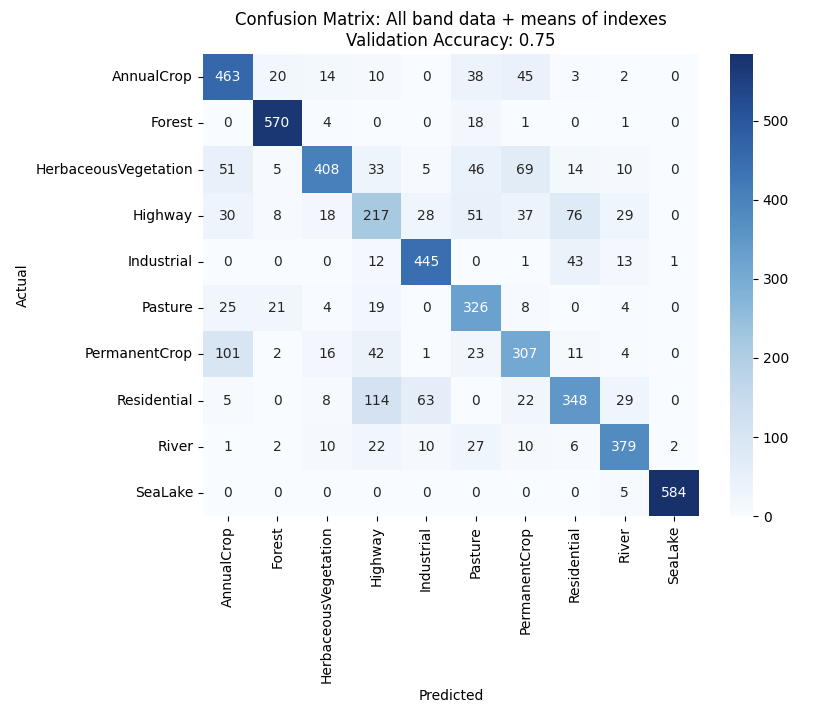 Confusion Matrix: All band data + means of indexes
Validation Accuracy: 0.75
AnnualCrop 463 20 14 10 0 38 45 3 2 0
Forest 0 570 4 0 0 18 1 0 1 0
HerbaceousVegetation 51 5 408 33 5 46 69 14 10 0
Highway 30 8 18 217 28 51 37 76 29 0
Industrial 0 0 0 12 445 0 1 43 13 1
Pasture 25 21 4 19 0 326 8 0 4 0
PermanentCrop 101 2 16 42 1 23 307 11 4 0
Residential 5 0 8 114 63 0 22 348 29 0
River 1 2 10 22 10 27 10 6 379 2
SeaLake 0 0 0 0 0 0 0 0 5 584
Actual
AnnualCrop
Forest
HerbaceousVegetation
Highway
Industrial
Pasture
PermanentCrop
Residential
River
SeaLake
Predicted
500
400
300
200
100
0